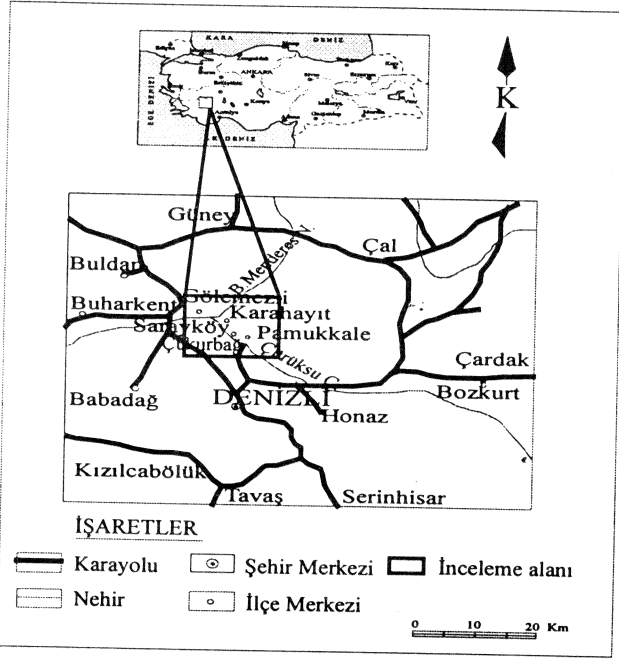 KARA DENİZ
EGE DENİZİ
ANKARA
Konya
Antalya
AKDENİZ
K
Güney
Çal
B.Menderes N.
Buldan
Gölemezli
Buharkent
Karahayıt
Sarayköy
Pamukkale
Çukurbağ
Çürüksu Ç.
Çardak
DENİZLİ
Bozkurt
Babadağ
Honaz
Kızılcabölük
Tavaş
Serinhisar
İŞARETLER
Karayolu
Şehir Merkezi
İnceleme alanı
Nehir
İlçe Merkezi
0 10 20 Km